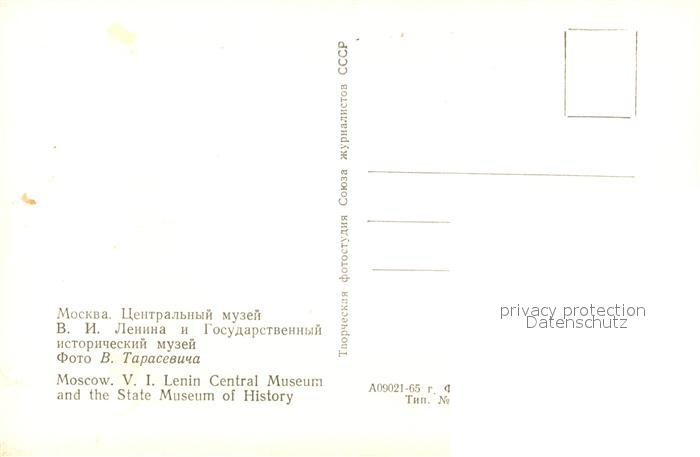 Москва. Центральный музей
В. И. Ленина и Государственный
исторический музей
Фото В. Тарасевича
Moscow. V. I. Lenin Central Museum
and the State Museum of History
Творческая фотостудия Союза журналистов СССР
А09021-65 г. Ф
Тип. №
privacy protection
Datenschutz